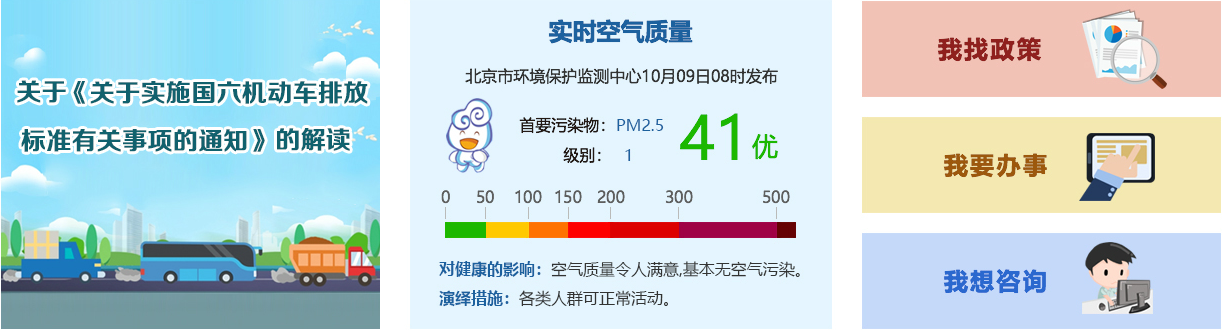 关于《关于实施国六机动车排放
标准有关事项的通知》的解读
实时空气质量
北京市环境保护监测中心10月09日08时发布
首要污染物：PM2.5
级别：1
41优
0 50 100 150 200 300 500
对健康的影响：空气质量令人满意,基本无空气污染。
演绎措施：各类人群可正常活动。
我找政策
我要办事
我想咨询